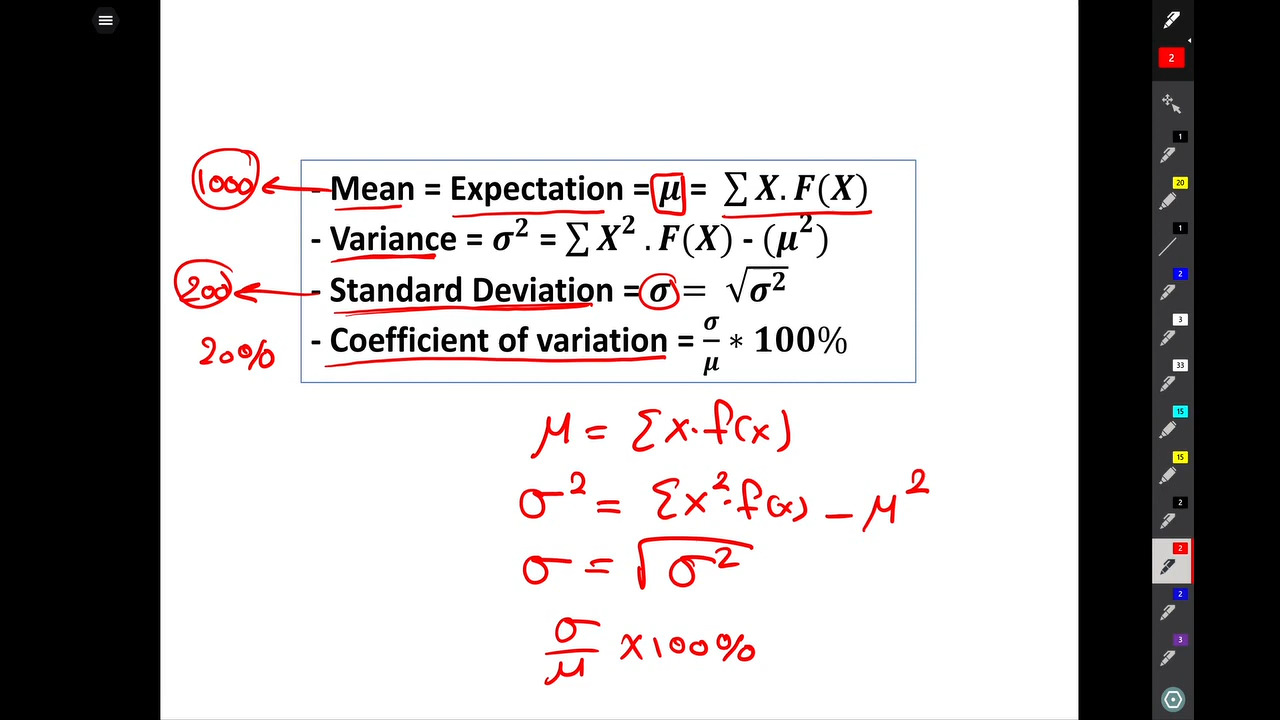 1000
- Mean = Expectation = μ = ∑ X. F(X)
- Variance = σ² = ∑ X² . F(X) - (μ²)
200
- Standard Deviation = σ = √σ²
20%
- Coefficient of variation = σ/μ * 100%
μ = Σ x. f(x)
σ² = Σ x². f(x) - μ²
σ = √σ²
σ/μ x100%
2
1
20
1
2
3
33
15
15
2
2
2
3